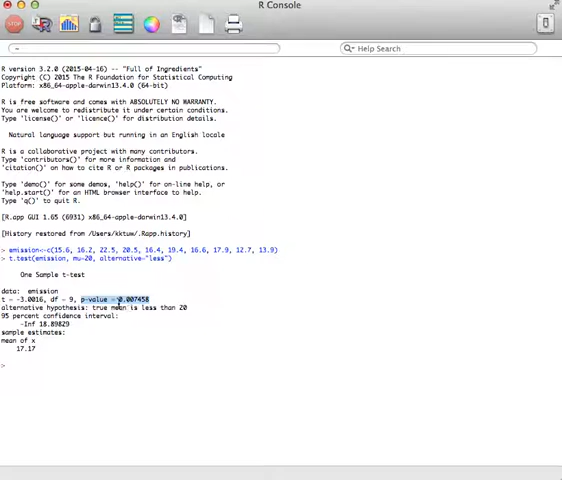 R Console
STOP
Help Search
R version 3.2.0 (2015-04-16) -- "Full of Ingredients"
Copyright (C) 2015 The R Foundation for Statistical Computing
Platform: x86_64-apple-darwin13.4.0 (64-bit)
R is free software and comes with ABSOLUTELY NO WARRANTY.
You are welcome to redistribute it under certain conditions.
Type 'license()' or 'licence()' for distribution details.
Natural language support but running in an English locale
R is a collaborative project with many contributors.
Type 'contributors()' for more information and
'citation()' on how to cite R or R packages in publications.
Type 'demo()' for some demos, 'help()' for on-line help, or
'help.start()' for an HTML browser interface to help.
Type 'q()' to quit R.
[R.app GUI 1.65 (6931) x86_64-apple-darwin13.4.0]
[History restored from /Users/kktuw/.Rapp.history]
> emission<-c(15.6, 16.2, 22.5, 20.5, 16.4, 19.4, 16.6, 17.9, 12.7, 13.9)
> t.test(emission, mu=20, alternative="less")
One Sample t-test
data: emission
t = -3.0016, df = 9, p-value = 0.007458
alternative hypothesis: true mean is less than 20
95 percent confidence interval:
-Inf 18.89829
sample estimates:
mean of x
17.17
>